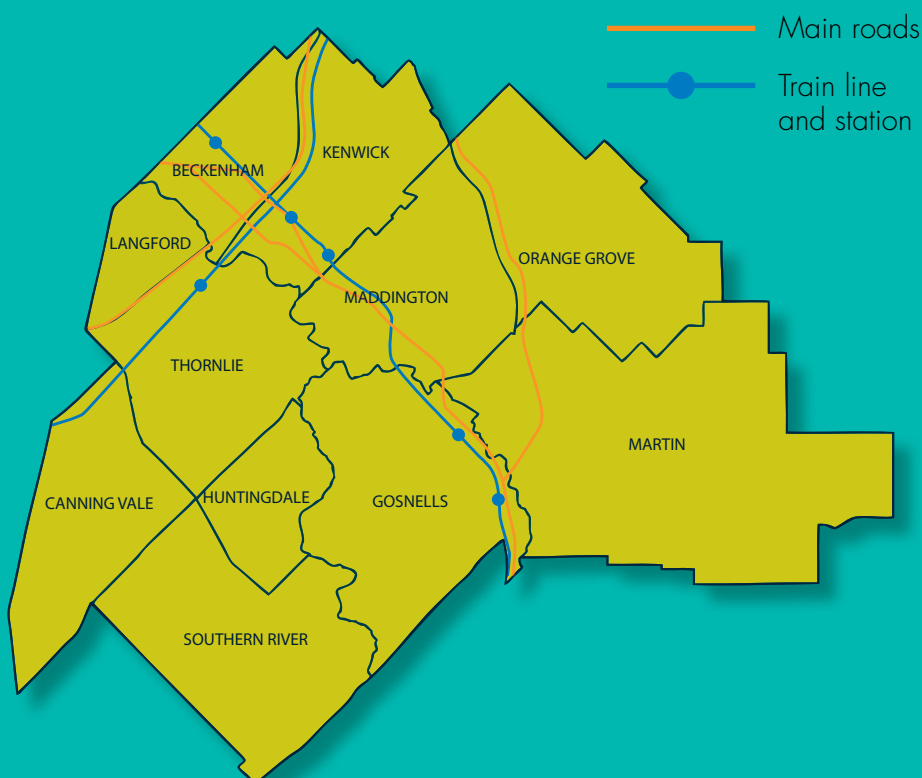 Main roads
Train line
and station
KENWICK
BECKENHAM
LANGFORD
ORANGE GROVE
MADDINGTON
THORNLIE
MARTIN
CANNING VALE
HUNTINGDALE
GOSNELLS
SOUTHERN RIVER